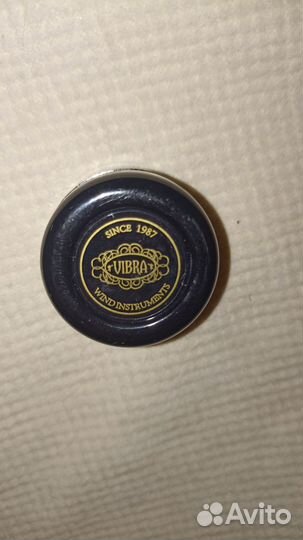 SINCE 1987
VIBRA
WIND INSTRUMENTS
Avito